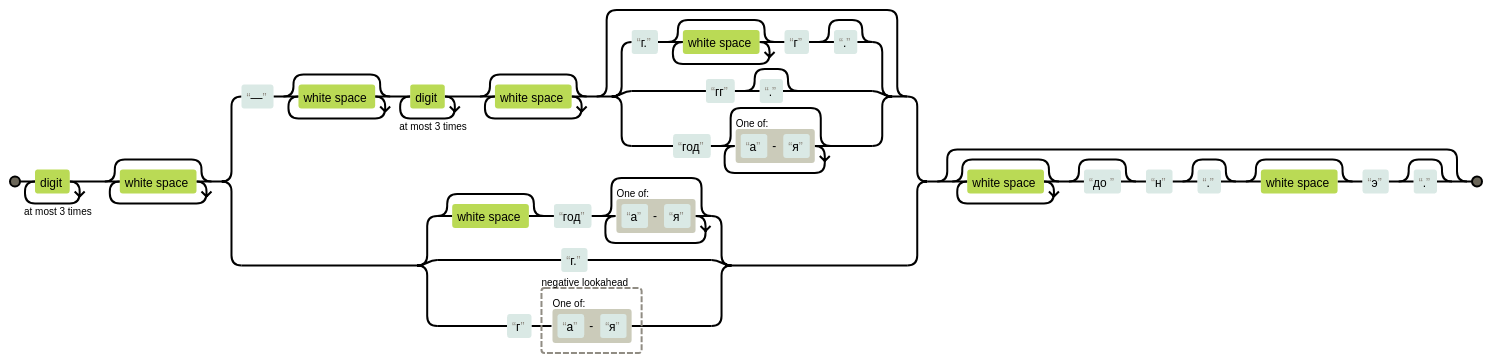 “г.” white space “г” “.”
“—” white space digit white space “гг” “.”
at most 3 times One of:
“год” “а” - “я”
digit white space white space “до ” “н” “.” white space “э” “.”
at most 3 times One of:
white space “год” “а” - “я”
“г.”
negative lookahead
One of:
“г” “а” - “я”